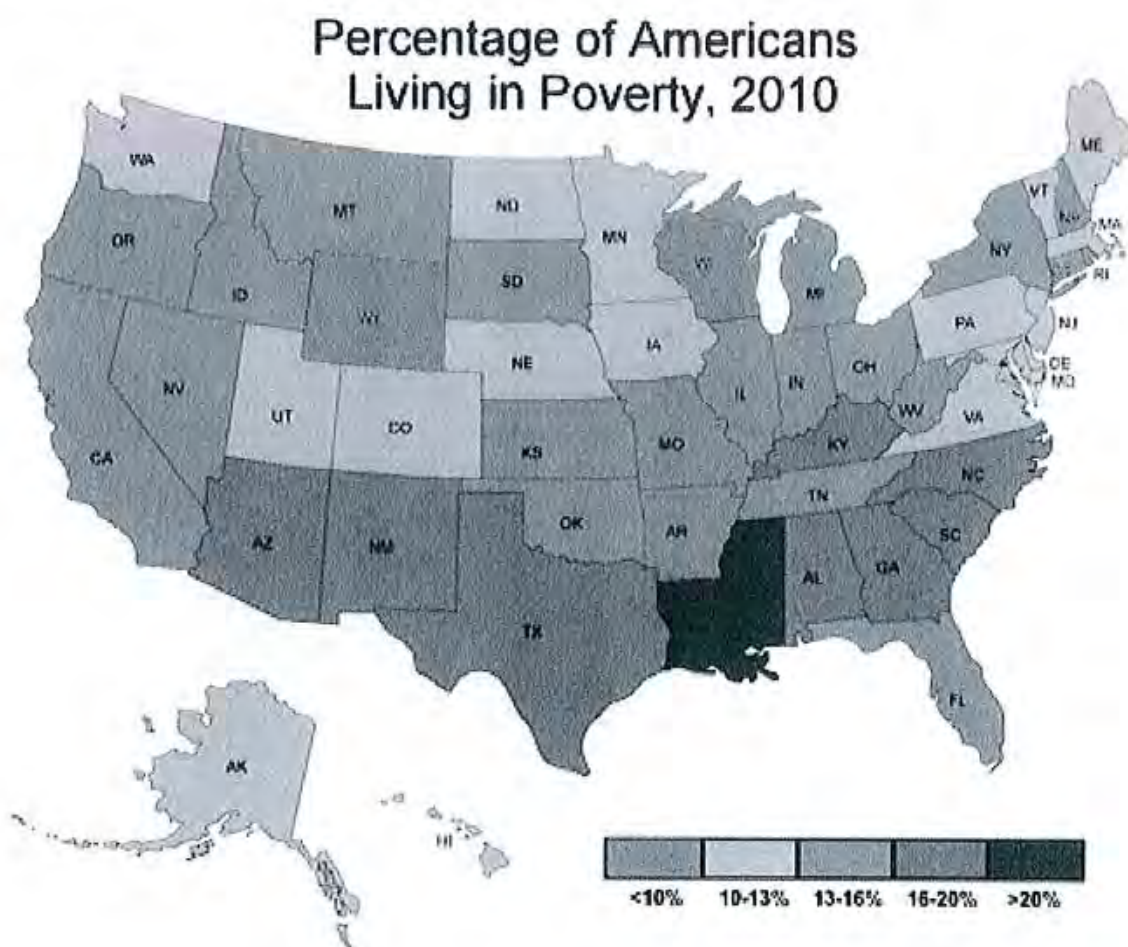 Percentage of Americans
Living in Poverty, 2010
WA
ME
MT
ND
VT
OR
MN
MA
ID
SD
WI
NY
RI
WY
MI
PA
NJ
IA
NE
OH
DE
MD
NV
UT
CO
IL
IN
WV
VA
CA
KS
MO
KY
NC
TN
AZ
NM
OK
AR
SC
TX
AL
GA
FL
AK
HI
<10% 10-13% 13-16% 16-20% >20%